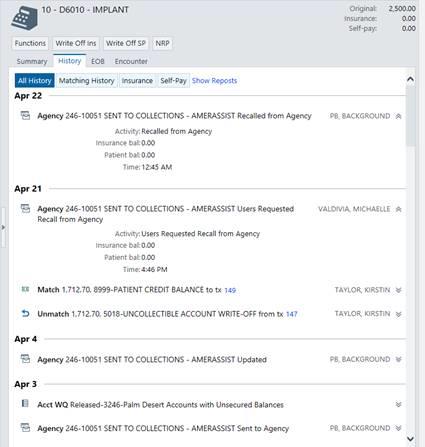 10 - D6010 - IMPLANT
Original: 2,500.00
Insurance: 0.00
Self-pay: 0.00
Functions Write Off Ins Write Off SP NRP
Summary History EOB Encounter
All History Matching History Insurance Self-Pay Show Reposts
Apr 22
Agency 246-10051 SENT TO COLLECTIONS - AMERASSIST Recalled from Agency PB, BACKGROUND
Activity: Recalled from Agency
Insurance bal: 0.00
Patient bal: 0.00
Time: 12:45 AM
Apr 21
Agency 246-10051 SENT TO COLLECTIONS - AMERASSIST Users Requested VALDIVIA, MICHAELLE
Recall from Agency
Activity: Users Requested Recall from Agency
Insurance bal: 0.00
Patient bal: 0.00
Time: 4:46 PM
Match 1,712.70, 8999-PATIENT CREDIT BALANCE to tx 149 TAYLOR, KIRSTIN
Unmatch 1,712.70, 5018-UNCOLLECTIBLE ACCOUNT WRITE-OFF from tx 147 TAYLOR, KIRSTIN
Apr 4
Agency 246-10051 SENT TO COLLECTIONS - AMERASSIST Updated PB, BACKGROUND
Apr 3
Acct WQ Released-3246-Palm Desert Accounts with Unsecured Balances
Agency 246-10051 SENT TO COLLECTIONS - AMERASSIST Sent to Agency PB, BACKGROUND